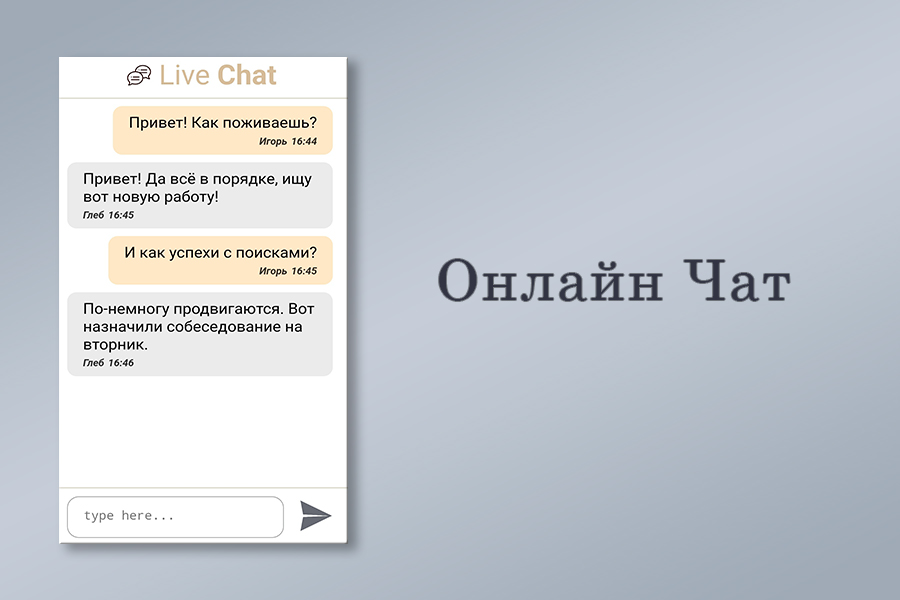 Live Chat
Привет! Как поживаешь?
Игорь 16:44
Привет! Да всё в порядке, ищу
вот новую работу!
Глеб 16:45
И как успехи с поисками?
Игорь 16:45
По-немногу продвигаются. Вот
назначили собеседование на
вторник.
Глеб 16:46
type here...
Онлайн Чат